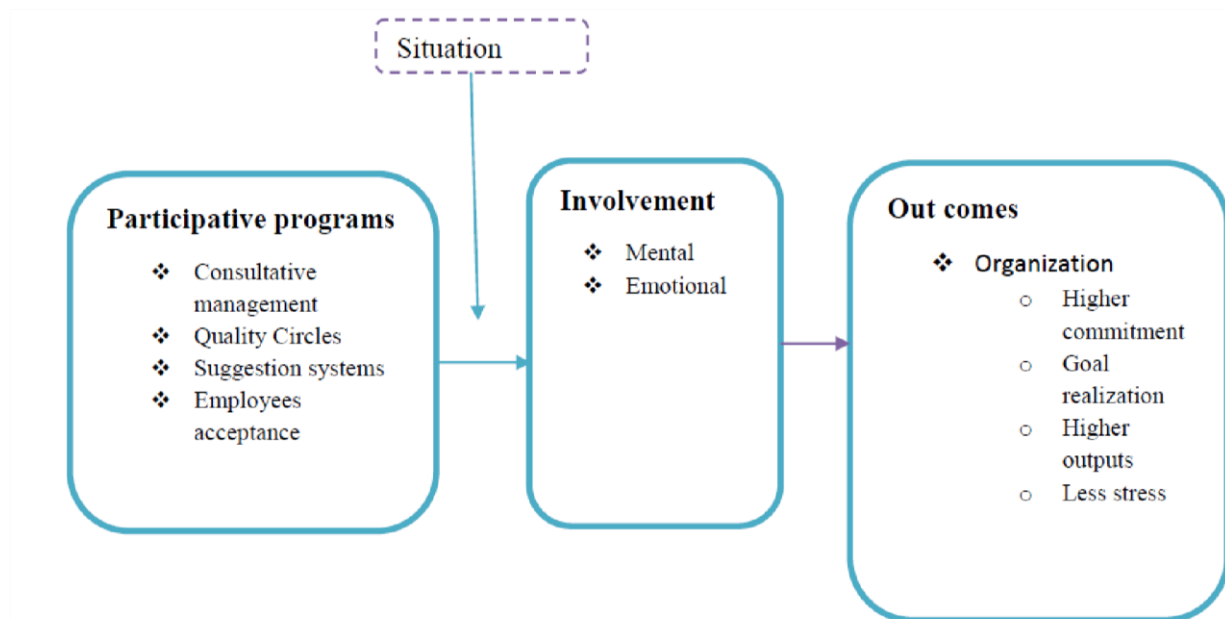 Situation
Participative programs
❖ Consultative
management
❖ Quality Circles
❖ Suggestion systems
❖ Employees
acceptance
Involvement
❖ Mental
❖ Emotional
Out comes
❖ Organization
o Higher
commitment
o Goal
realization
o Higher
outputs
o Less stress